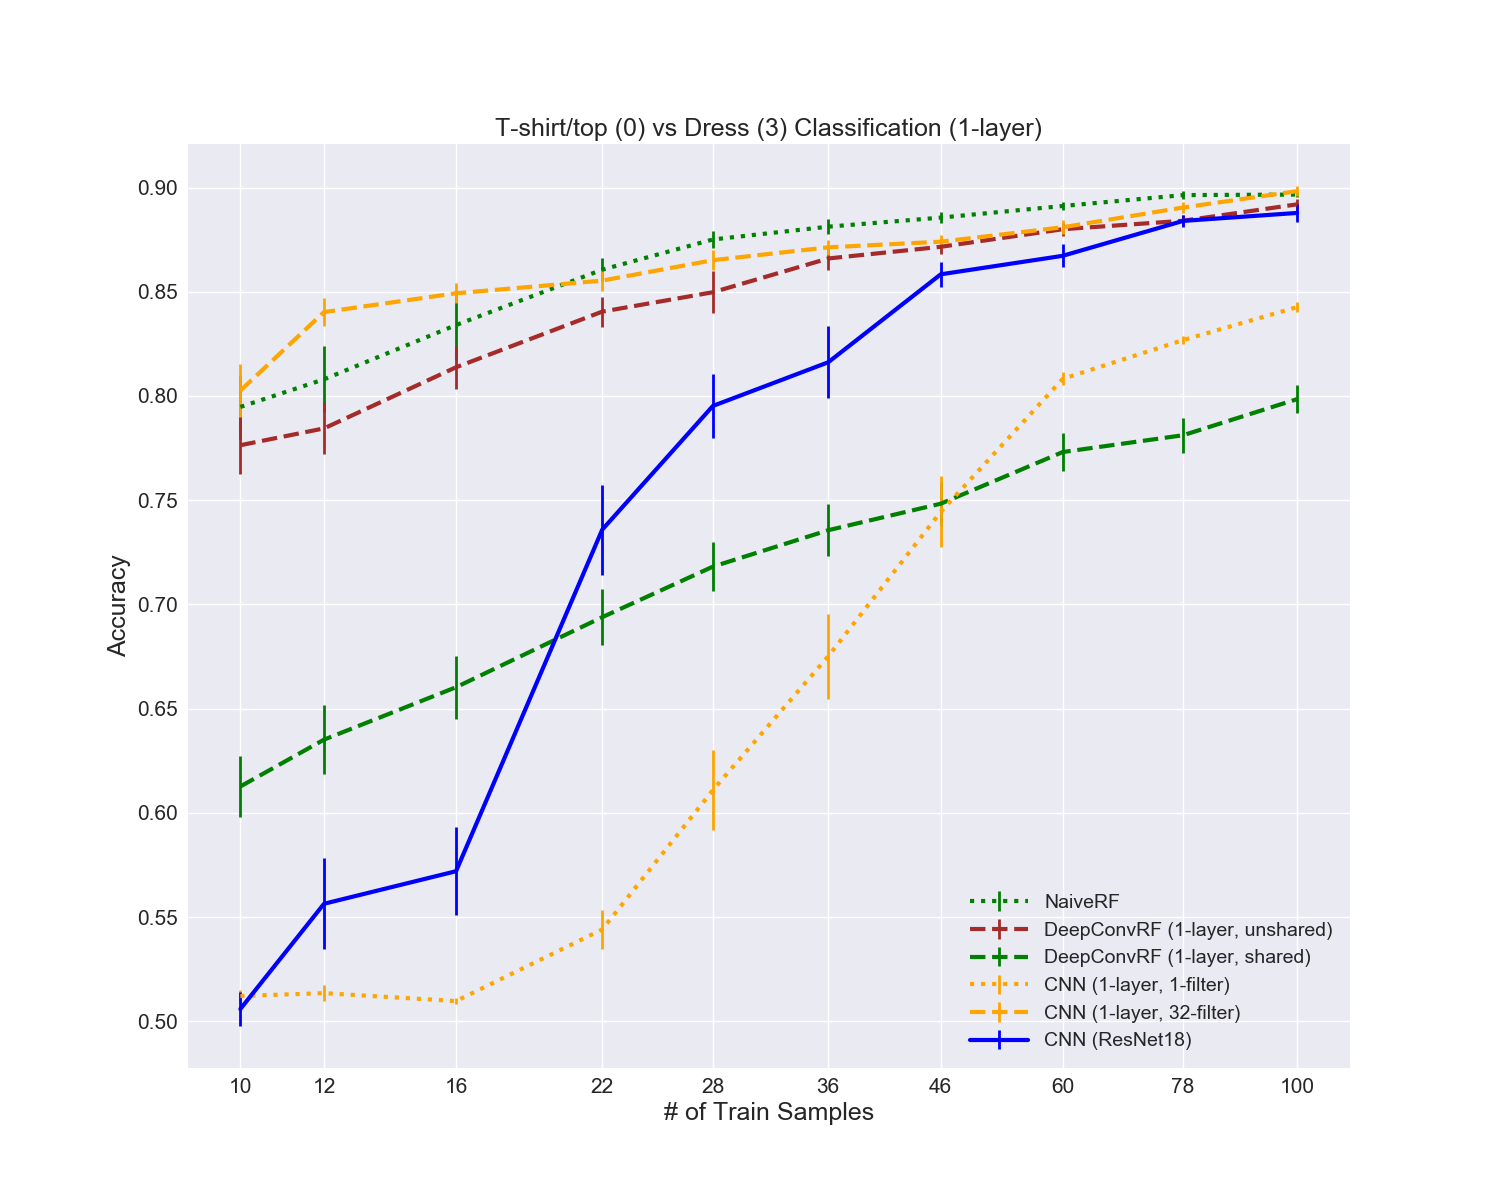 T-shirt/top (0) vs Dress (3) Classification (1-layer)
0.90
0.85
0.80
0.75
0.70
0.65
0.60
0.55
0.50
Accuracy
NaiveRF
DeepConvRF (1-layer, unshared)
DeepConvRF (1-layer, shared)
CNN (1-layer, 1-filter)
CNN (1-layer, 32-filter)
CNN (ResNet18)
10 12 16 22 28 36 46 60 78 100
# of Train Samples